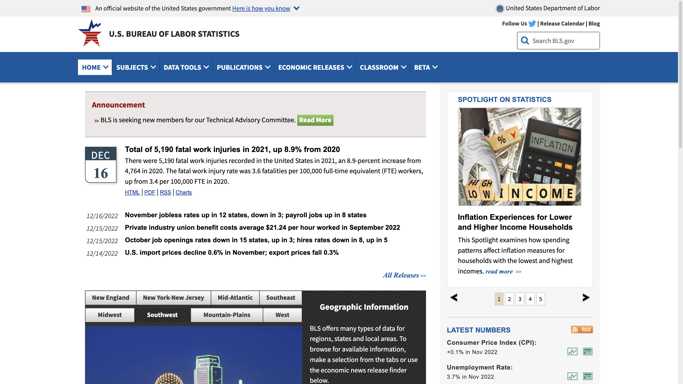 An official website of the United States government Here is how you know
United States Department of Labor
Follow Us | Release Calendar | Blog
U.S. BUREAU OF LABOR STATISTICS
Search BLS.gov
HOME SUBJECTS DATA TOOLS PUBLICATIONS ECONOMIC RELEASES CLASSROOM BETA
Announcement
»» BLS is seeking new members for our Technical Advisory Committee. Read More
DEC
16
Total of 5,190 fatal work injuries in 2021, up 8.9% from 2020
There were 5,190 fatal work injuries recorded in the United States in 2021, an 8.9-percent increase from
4,764 in 2020. The fatal work injury rate was 3.6 fatalities per 100,000 full-time equivalent (FTE) workers,
up from 3.4 per 100,000 FTE in 2020.
HTML | PDF | RSS | Charts
12/16/2022 November jobless rates up in 12 states, down in 3; payroll jobs up in 8 states
12/15/2022 Private industry union benefit costs average $21.24 per hour worked in September 2022
12/15/2022 October job openings rates down in 15 states, up in 3; hires rates down in 8, up in 5
12/14/2022 U.S. import prices decline 0.6% in November; export prices fall 0.3%
All Releases »»
New England New York-New Jersey Mid-Atlantic Southeast
Midwest Southwest Mountain-Plains West
Geographic Information
BLS offers many types of data for
regions, states and local areas. To
browse for available information,
make a selection from the tabs or use
the economic news release finder
below.
SPOTLIGHT ON STATISTICS
%
INFLATION
HIGH
LOW
INCOME
Inflation Experiences for Lower
and Higher Income Households
This Spotlight examines how spending
patterns affect inflation measures for
households with the lowest and highest
incomes. read more »»
1 2 3 4 5
LATEST NUMBERS
RSS
Consumer Price Index (CPI):
+0.1% in Nov 2022
Unemployment Rate:
3.7% in Nov 2022